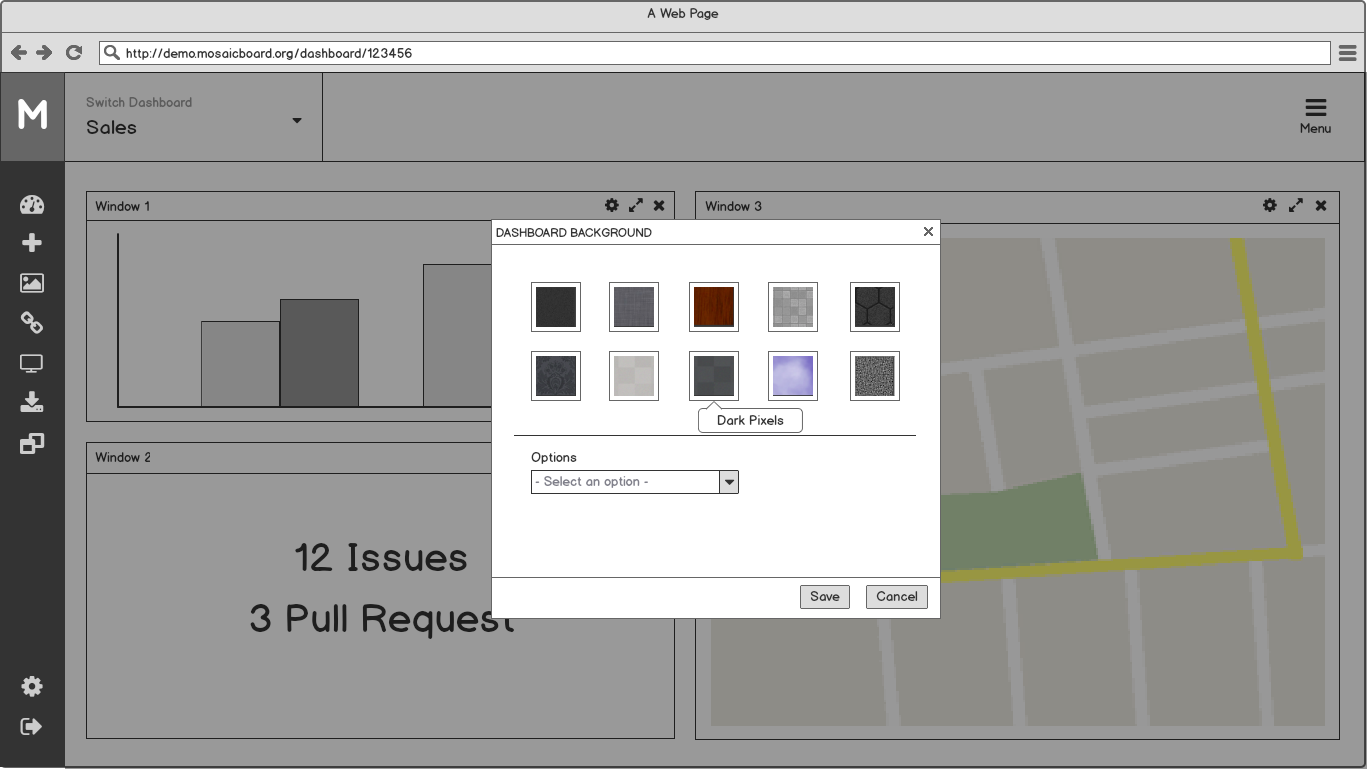 A Web Page
http://demo.mosaicboard.org/dashboard/123456
M
Switch Dashboard
Sales
Menu
Window 1
Window 3
DASHBOARD BACKGROUND
Dark Pixels
Options
- Select an option -
Window 2
12 Issues
3 Pull Request
Save
Cancel